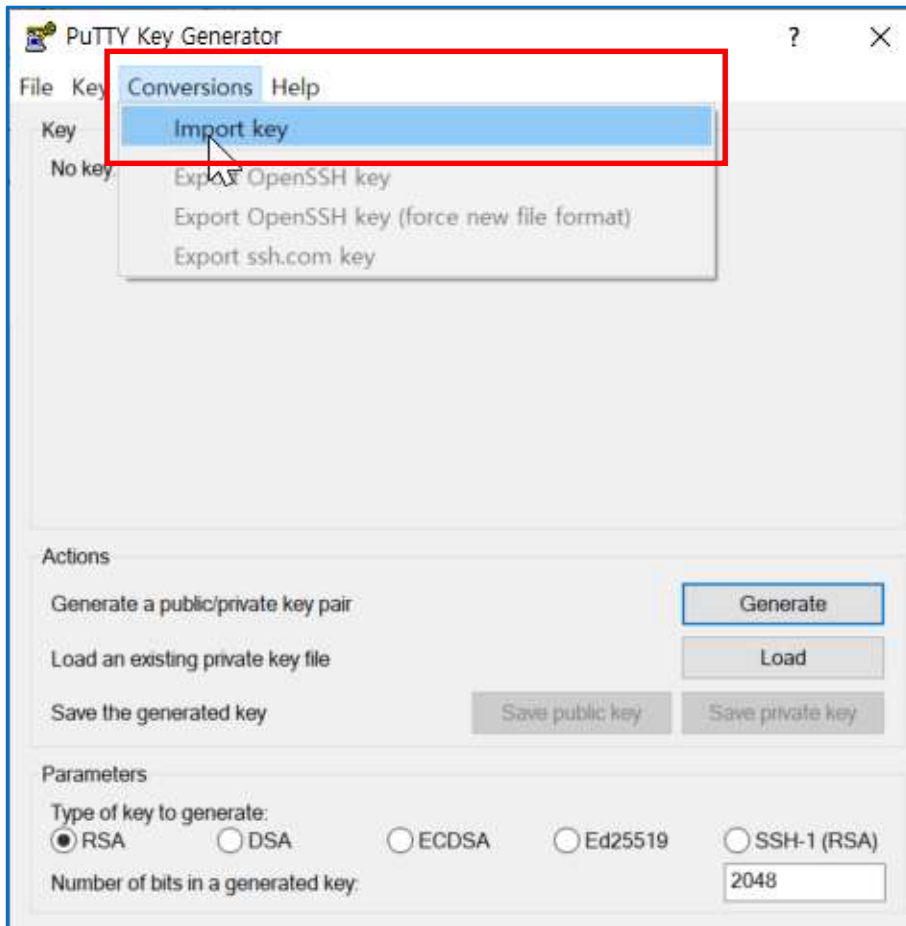 PuTTY Key Generator
?
File Key Conversions Help
Import key
Export OpenSSH key
Export OpenSSH key (force new file format)
Export ssh.com key
Key
No key.
Actions
Generate a public/private key pair
Generate
Load an existing private key file
Load
Save the generated key
Save public key
Save private key
Parameters
Type of key to generate:
RSA DSA ECDSA Ed25519 SSH-1 (RSA)
Number of bits in a generated key:
2048